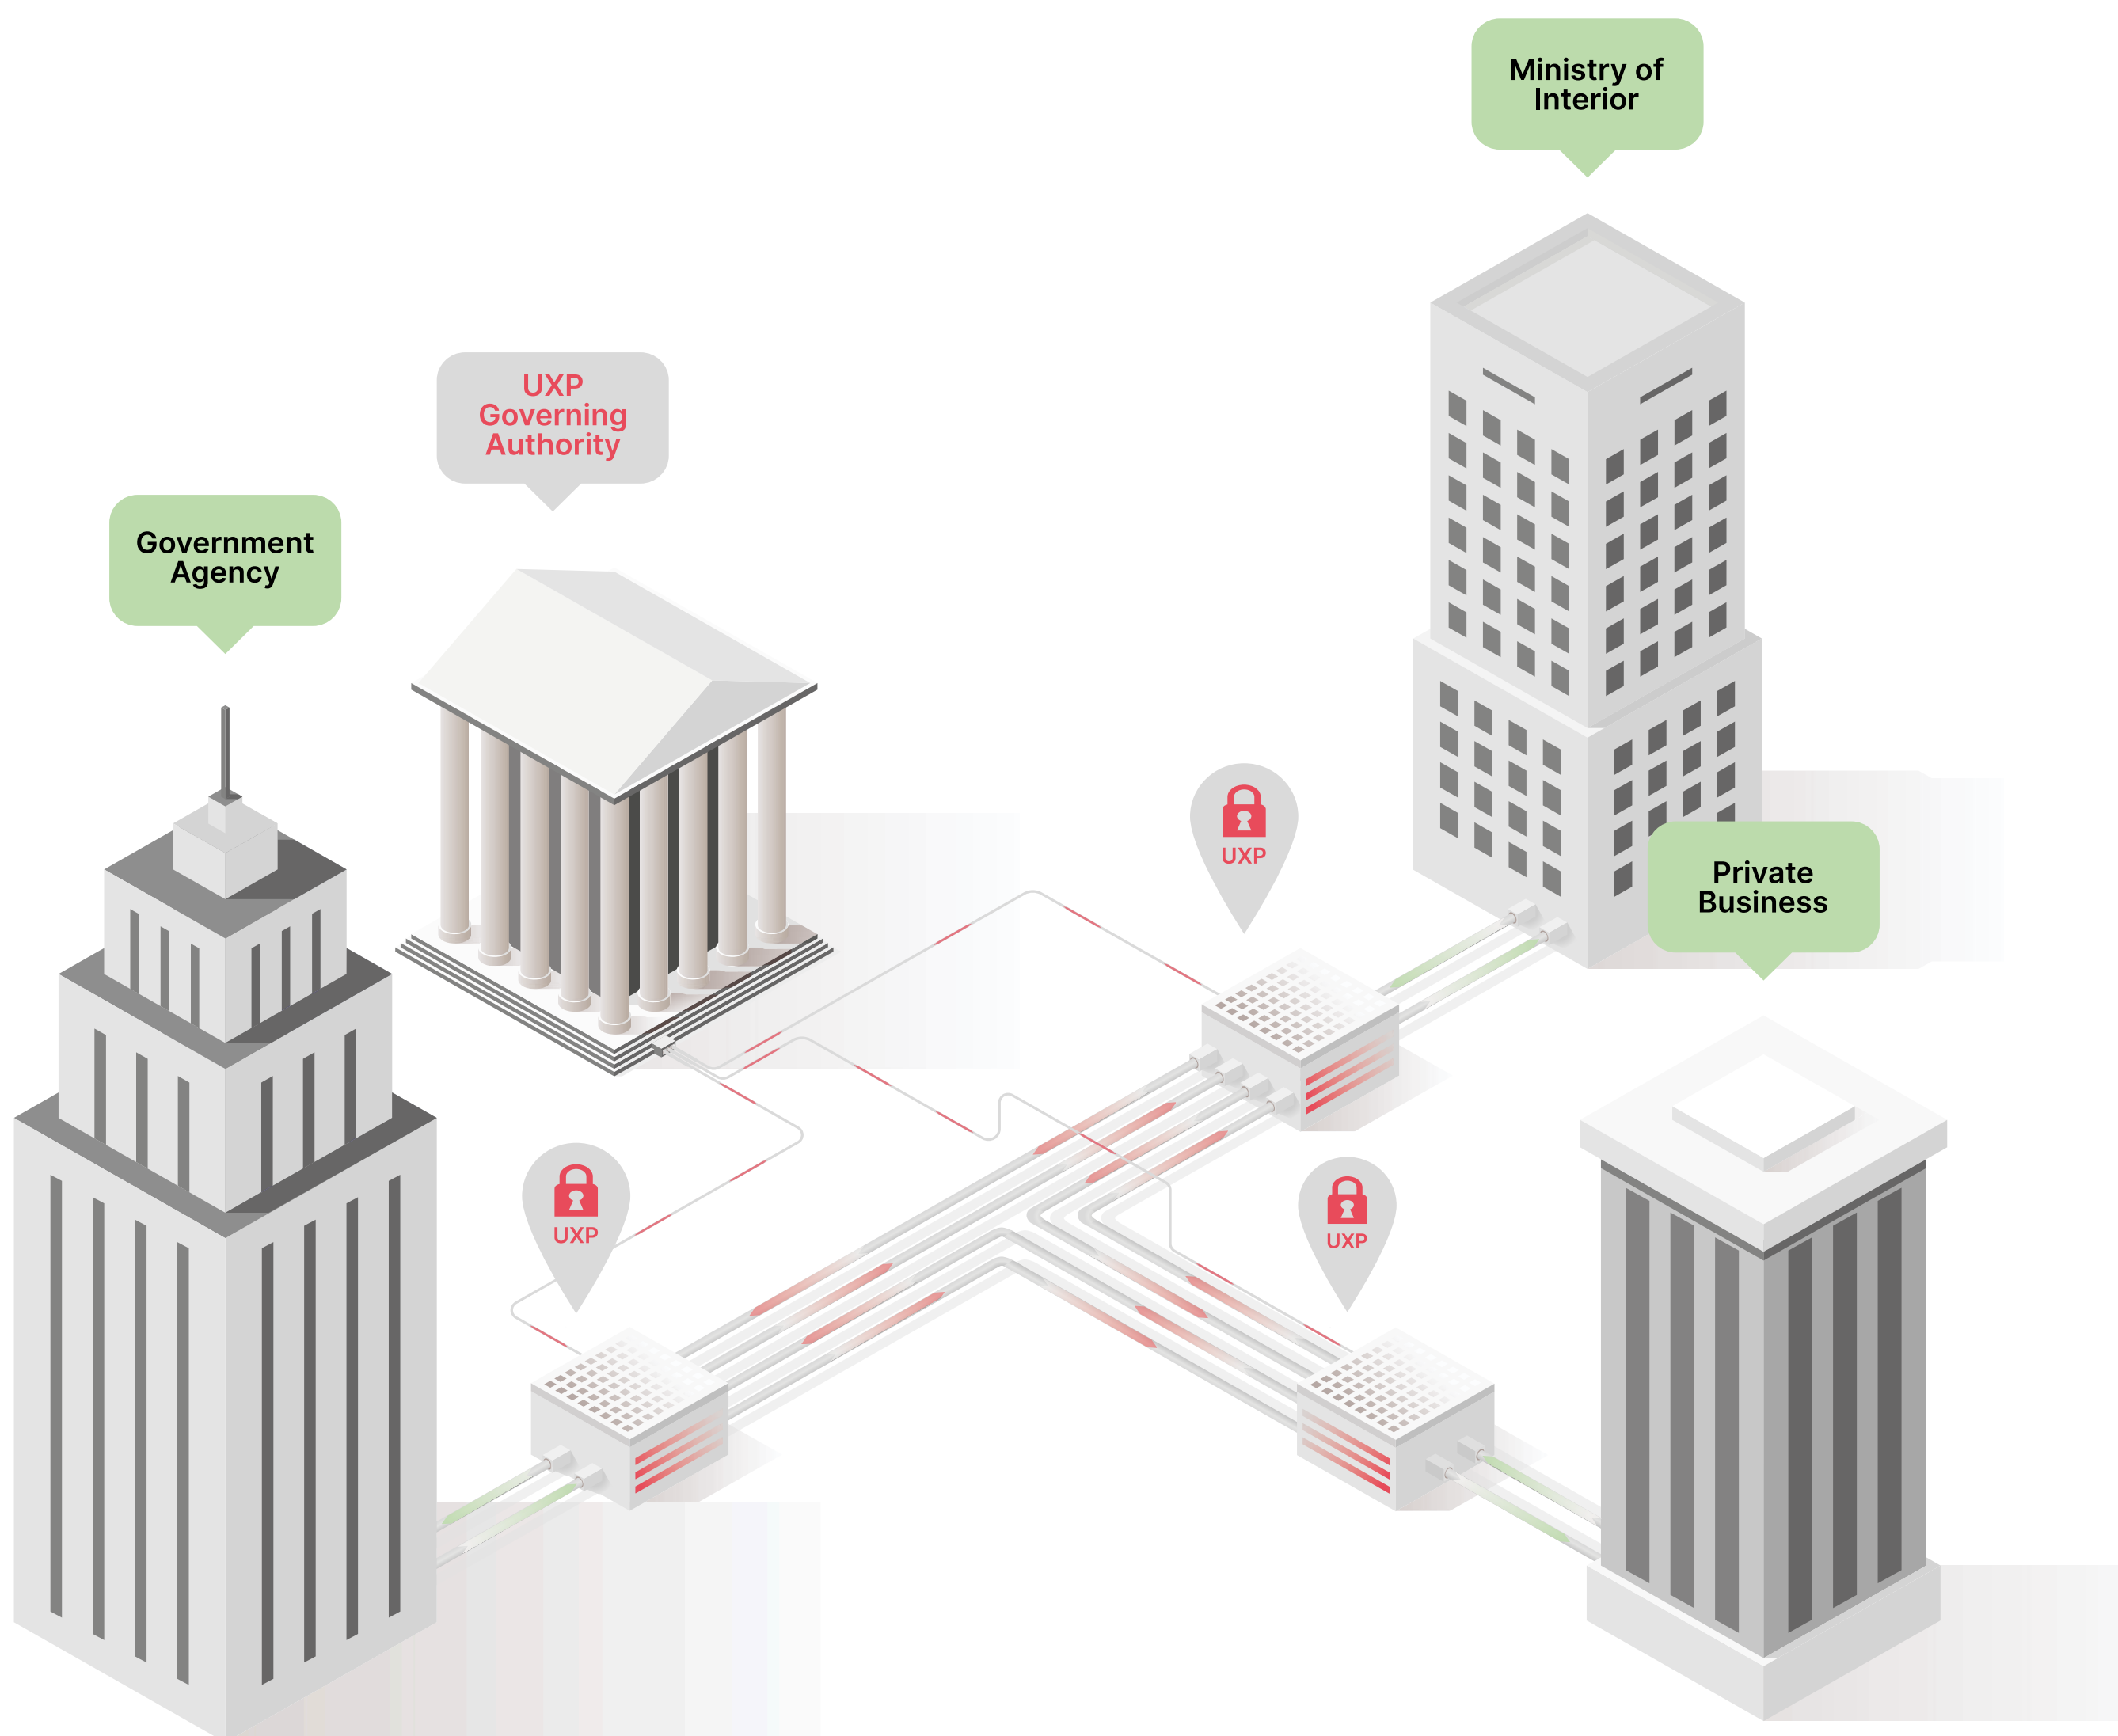 Ministry of
Interior
UXP
Governing
Authority
Government
Agency
UXP
Private
Business
UXP
UXP